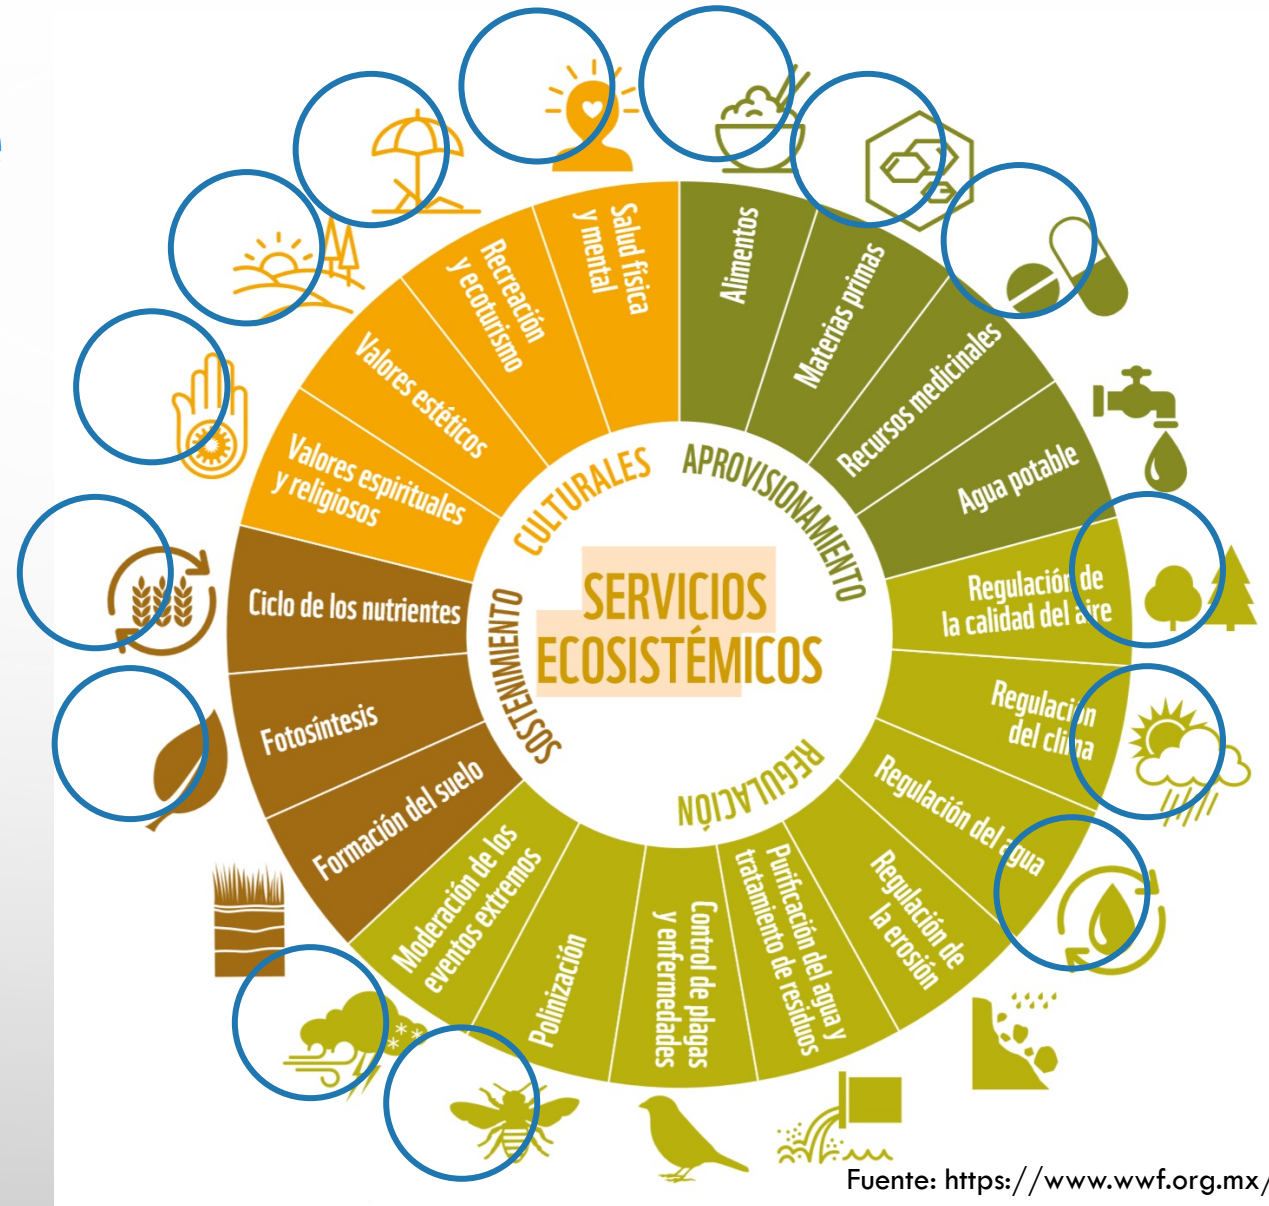 SERVICIOS
ECOSISTÉMICOS
CULTURALES
Salud física
y mental
Recreación
y ecoturismo
Valores estéticos
Valores espirituales
y religiosos
APROVISIONAMIENTO
Alimentos
Materias primas
Recursos medicinales
Agua potable
REGULACIÓN
Regulación de
la calidad del aire
Regulación
del clima
Regulación del agua
Regulación de
la erosión
Purificación del agua y
tratamiento de residuos
Control de plagas
y enfermedades
Polinización
Moderación de los
eventos extremos
SOSTENIMIENTO
Formación del suelo
Fotosíntesis
Ciclo de los nutrientes
Fuente: https://www.wwf.org.mx/